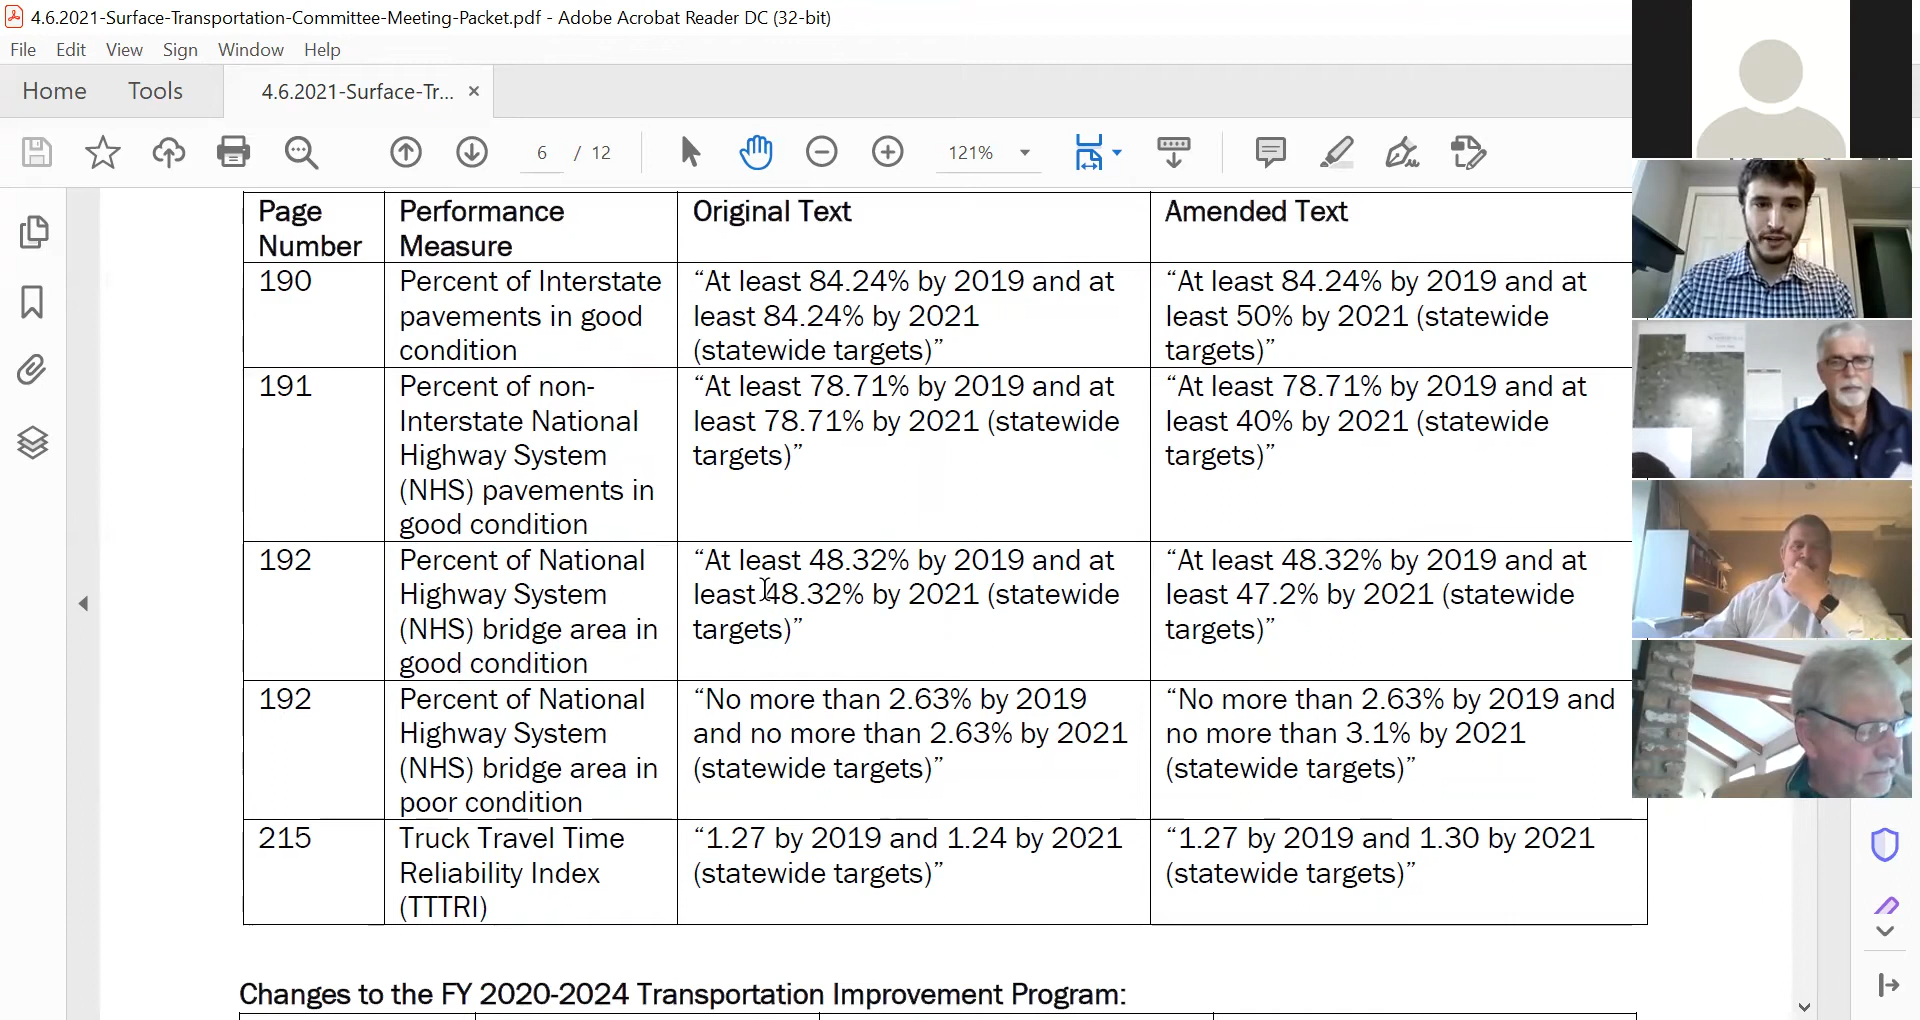 4.6.2021-Surface-Transportation-Committee-Meeting-Packet.pdf - Adobe Acrobat Reader DC (32-bit)
File Edit View Sign Window Help
Home Tools 4.6.2021-Surface-Tr... ×
6 / 12 121%
Page
Number
Performance
Measure
Original Text
Amended Text
190
Percent of Interstate
pavements in good
condition
“At least 84.24% by 2019 and at
least 84.24% by 2021
(statewide targets)”
“At least 84.24% by 2019 and at
least 50% by 2021 (statewide
targets)”
191
Percent of non-
Interstate National
Highway System
(NHS) pavements in
good condition
“At least 78.71% by 2019 and at
least 78.71% by 2021 (statewide
targets)”
“At least 78.71% by 2019 and at
least 40% by 2021 (statewide
targets)”
192
Percent of National
Highway System
(NHS) bridge area in
good condition
“At least 48.32% by 2019 and at
least 48.32% by 2021 (statewide
targets)”
“At least 48.32% by 2019 and at
least 47.2% by 2021 (statewide
targets)”
192
Percent of National
Highway System
(NHS) bridge area in
poor condition
“No more than 2.63% by 2019
and no more than 2.63% by 2021
(statewide targets)”
“No more than 2.63% by 2019 and
no more than 3.1% by 2021
(statewide targets)”
215
Truck Travel Time
Reliability Index
(TTTRI)
“1.27 by 2019 and 1.24 by 2021
(statewide targets)”
“1.27 by 2019 and 1.30 by 2021
(statewide targets)”
Changes to the FY 2020-2024 Transportation Improvement Program: